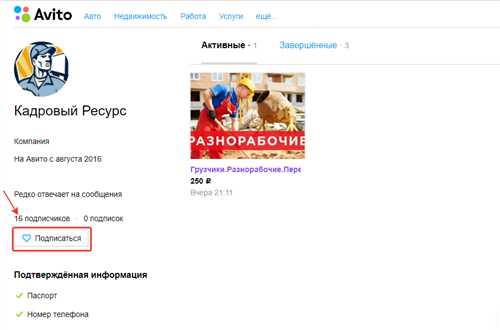 Avito Авто Недвижимость Работа Услуги ещё...
Активные · 1 Завершённые · 3
Кадровый Ресурс
Компания
На Авито с августа 2016
РАЗНОРАБОЧИЕ
Грузчики.Разнорабочие.Пере
250 ₽
Вчера 21:11
Редко отвечает на сообщения
16 подписчиков · 0 подписок
Подписаться
Подтверждённая информация
Паспорт
Номер телефона